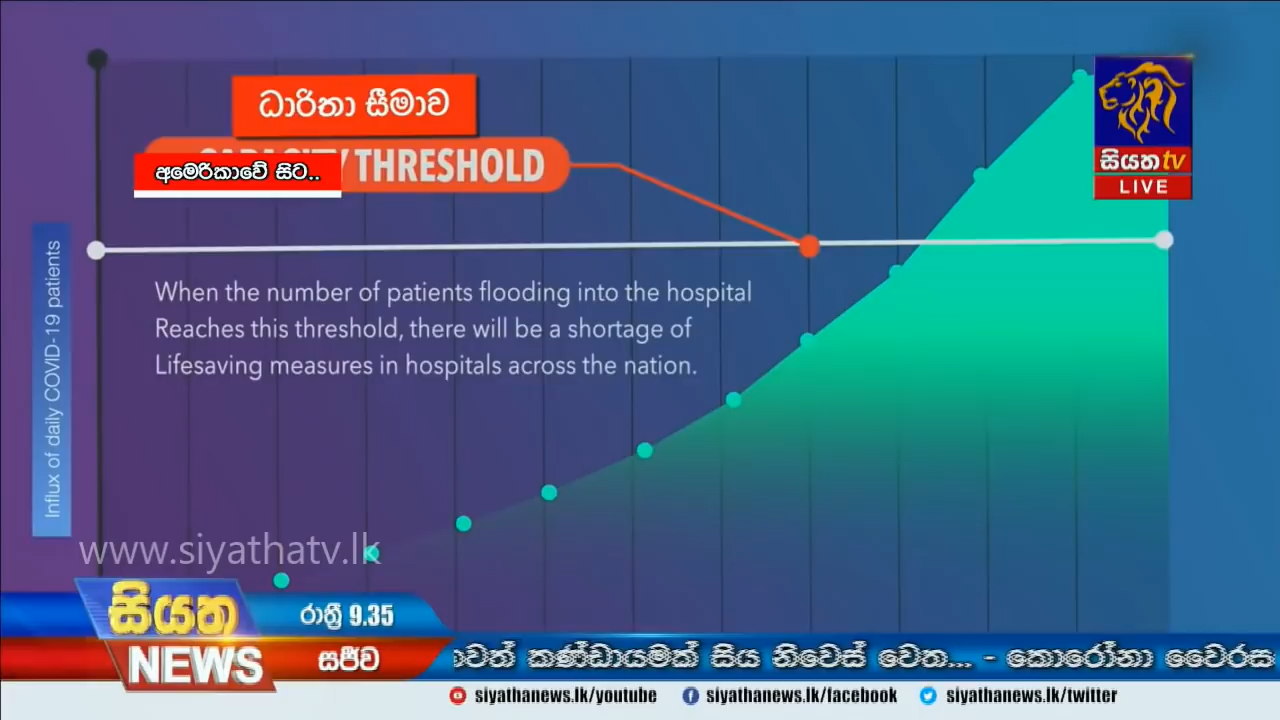 ධාරිතා සීමාව
THRESHOLD
අමෙරිකාවේ සිට..
සියත tv
LIVE
When the number of patients flooding into the hospital
Reaches this threshold, there will be a shortage of
Lifesaving measures in hospitals across the nation.
Influx of daily COVID-19 patients
www.siyathatv.lk
සියත
NEWS
රාත්‍රී 9.35
සජීව
කණ්ඩායමක් සිය නිවෙස් වෙත... - කොරෝනා වෛරස
siyathanews.lk/youtube siyathanews.lk/facebook siyathanews.lk/twitter